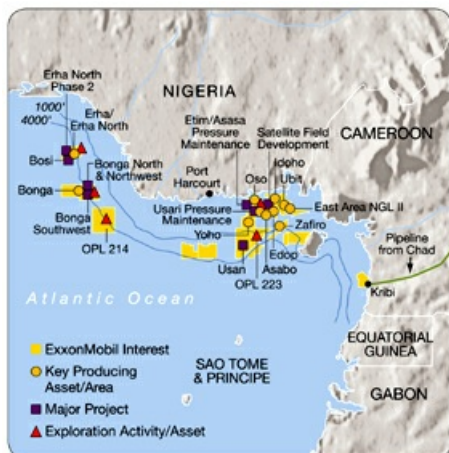 Erha North
Phase 2
NIGERIA
1000'
4000'
Erha/
Erha North
Etim/Asasa
Pressure
Maintenance
Satellite Field
Development
CAMEROON
Bosi
Bonga North
& Northwest
Port
Harcourt
Oso
Idoho
Ubit
Bonga
Usari Pressure
Maintenance
East Area NGL II
Bonga
Southwest
Yoho
Zafiro
OPL 214
Usan
Edop
Asabo
OPL 223
Pipeline
from Chad
Kribi
Atlantic Ocean
EQUATORIAL
GUINEA
SAO TOME
& PRINCIPE
GABON
ExxonMobil Interest
Key Producing
Asset/Area
Major Project
Exploration Activity/Asset